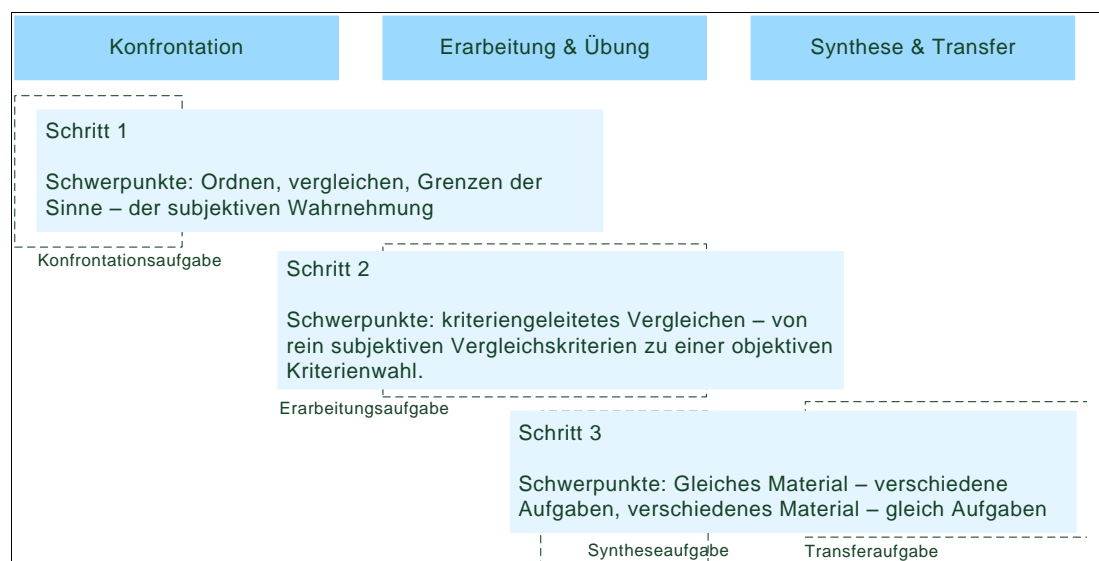 Konfrontation
Erarbeitung & Übung
Synthese & Transfer
Schritt 1
Schwerpunkte: Ordnen, vergleichen, Grenzen der
Sinne – der subjektiven Wahrnehmung
Konfrontationsaufgabe
Schritt 2
Schwerpunkte: kriteriengeleitetes Vergleichen – von
rein subjektiven Vergleichskriterien zu einer objektiven
Kriterienwahl.
Erarbeitungsaufgabe
Schritt 3
Schwerpunkte: Gleiches Material – verschiedene
Aufgaben, verschiedenes Material – gleich Aufgaben
Syntheseaufgabe
Transferaufgabe